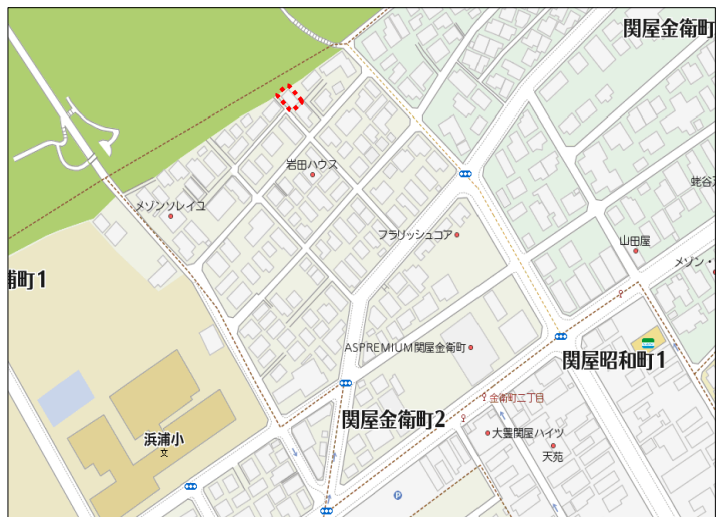 関屋金衛町
岩田ハウス
メゾンソレイユ
蛇谷
フラリッシュコア
山田屋
メゾン・
浦町1
ASPREMIUM関屋金衛町
関屋昭和町1
金衛町二丁目
関屋金衛町2
大豊関屋ハイツ
浜浦小
文
天苑
P